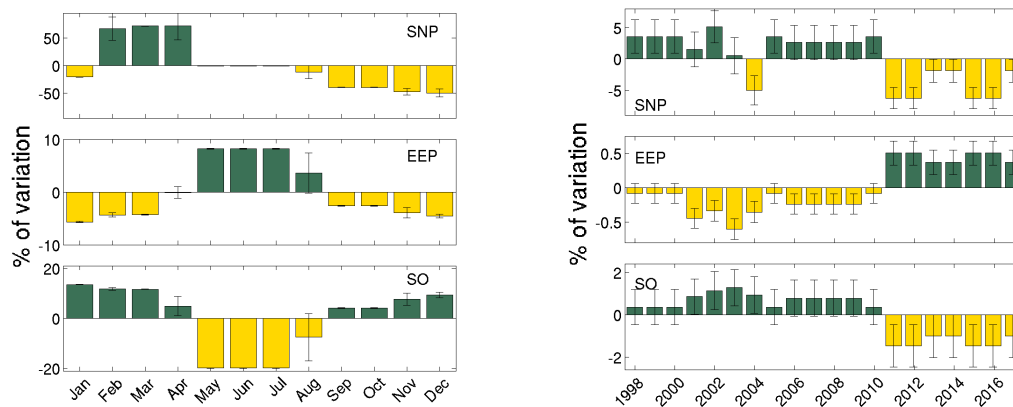 % of variation
50
0
-50
SNP
10
0
-10
EEP
20
0
-20
SO
Jan Feb Mar Apr May Jun Jul Aug Sep Oct Nov Dec
% of variation
5
0
5
SNP
0.5
0
-0.5
EEP
2
0
-2
SO
1998 2000 2002 2004 2006 2008 2010 2012 2014 2016